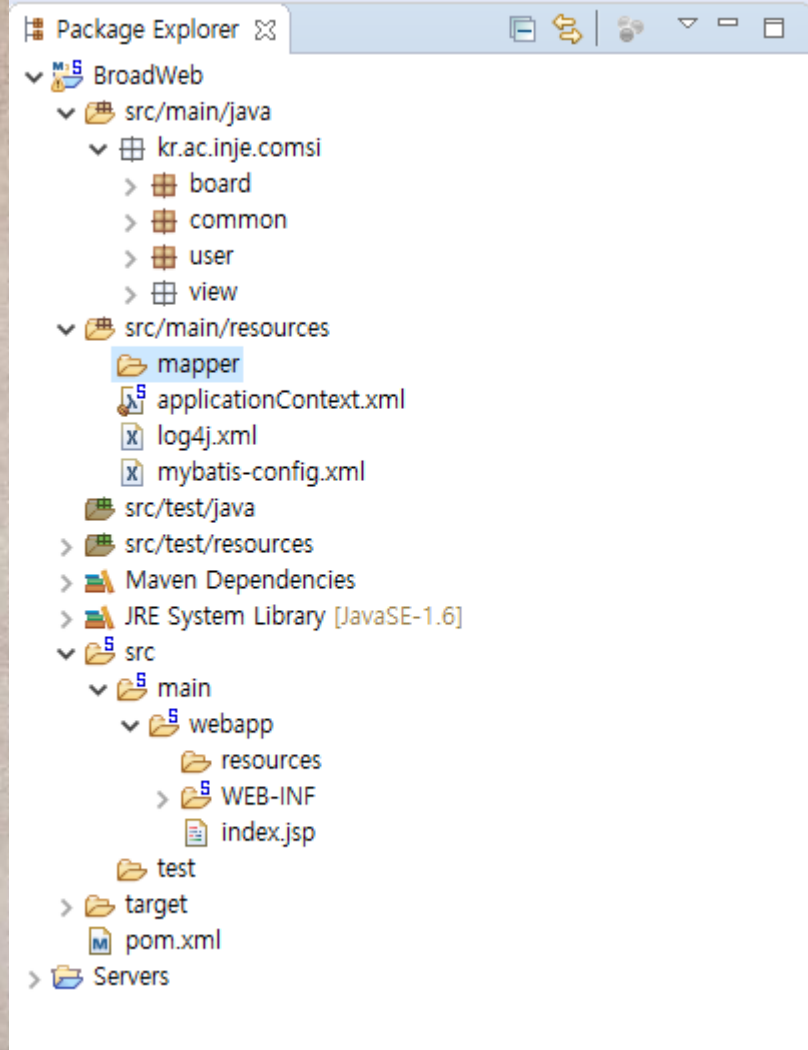 Package Explorer
BroadWeb
src/main/java
kr.ac.inje.comsi
board
common
user
view
src/main/resources
mapper
applicationContext.xml
log4j.xml
mybatis-config.xml
src/test/java
src/test/resources
Maven Dependencies
JRE System Library [JavaSE-1.6]
src
main
webapp
resources
WEB-INF
index.jsp
test
target
pom.xml
Servers